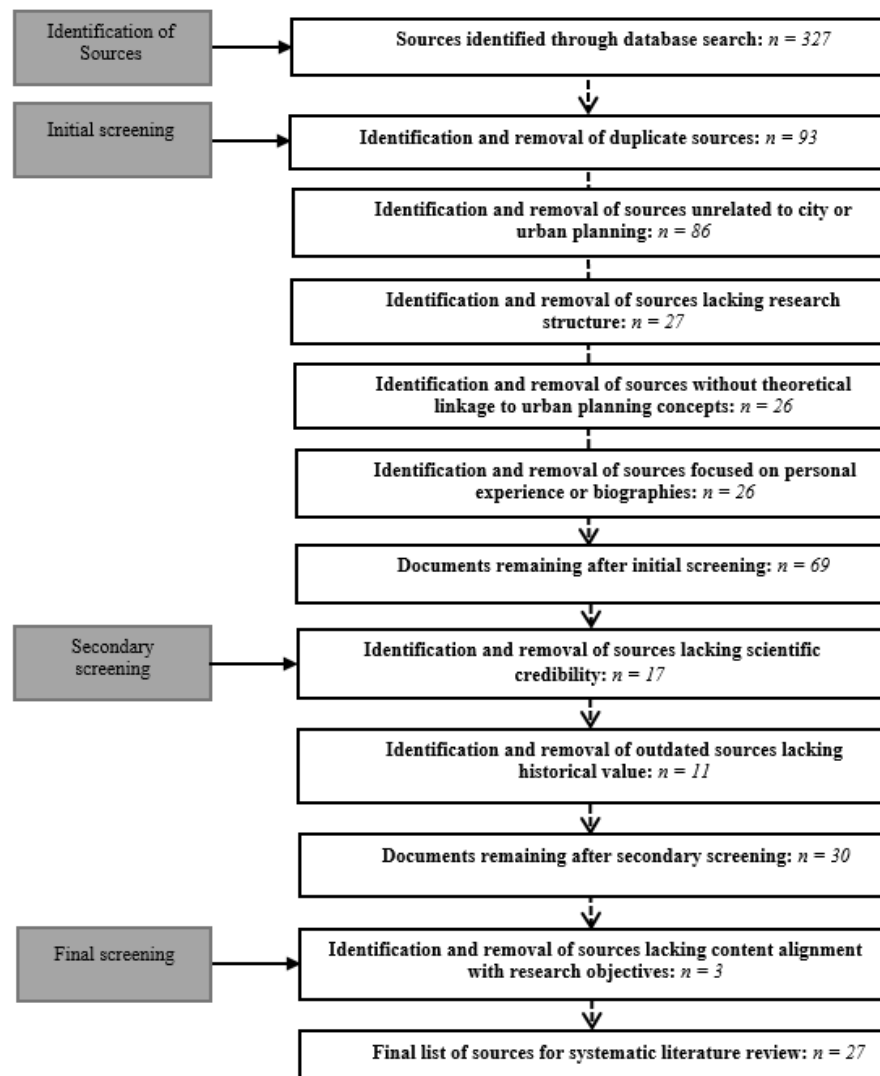 Identification of
Sources
Sources identified through database search: n = 327
Initial screening
Identification and removal of duplicate sources: n = 93
Identification and removal of sources unrelated to city or
urban planning: n = 86
Identification and removal of sources lacking research
structure: n = 27
Identification and removal of sources without theoretical
linkage to urban planning concepts: n = 26
Identification and removal of sources focused on personal
experience or biographies: n = 26
Documents remaining after initial screening: n = 69
Secondary
screening
Identification and removal of sources lacking scientific
credibility: n = 17
Identification and removal of outdated sources lacking
historical value: n = 11
Documents remaining after secondary screening: n = 30
Final screening
Identification and removal of sources lacking content alignment
with research objectives: n = 3
Final list of sources for systematic literature review: n = 27